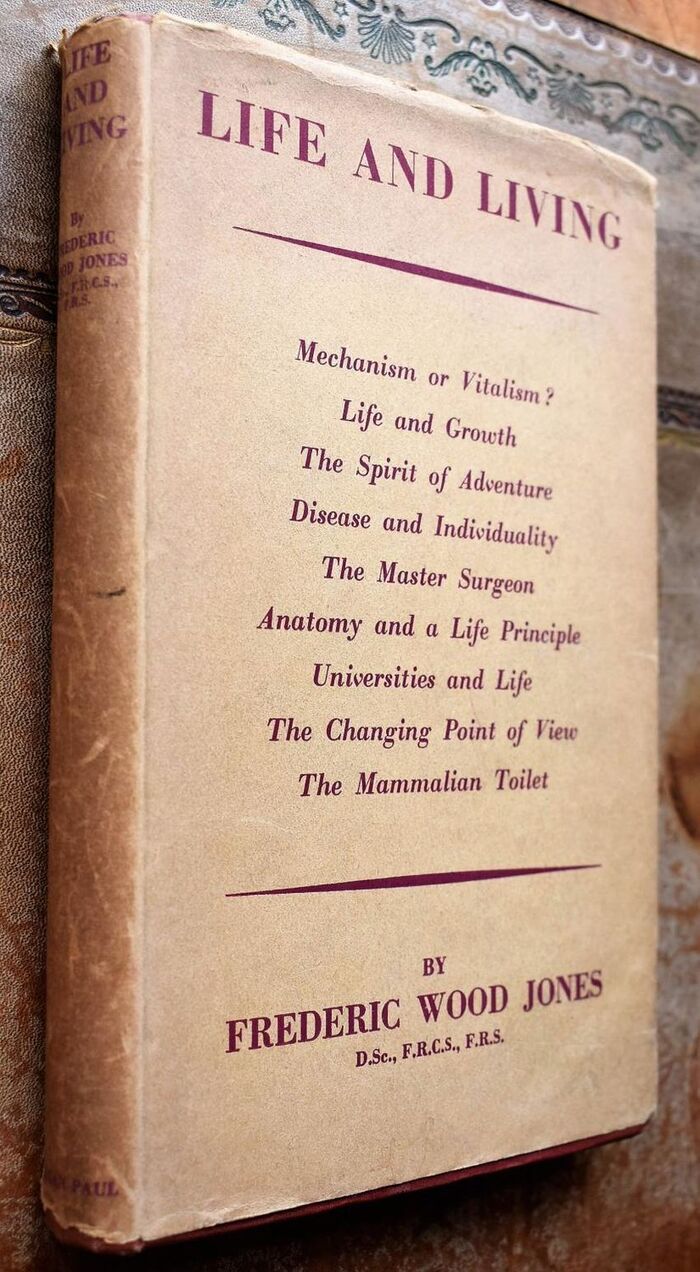 LIFE
AND
LIVING
By
FREDERIC
WOOD JONES
F.R.C.S.,
F.R.S.
PAUL
LIFE AND LIVING
Mechanism or Vitalism?
Life and Growth
The Spirit of Adventure
Disease and Individuality
The Master Surgeon
Anatomy and a Life Principle
Universities and Life
The Changing Point of View
The Mammalian Toilet
BY
FREDERIC WOOD JONES
D.Sc., F.R.C.S., F.R.S.